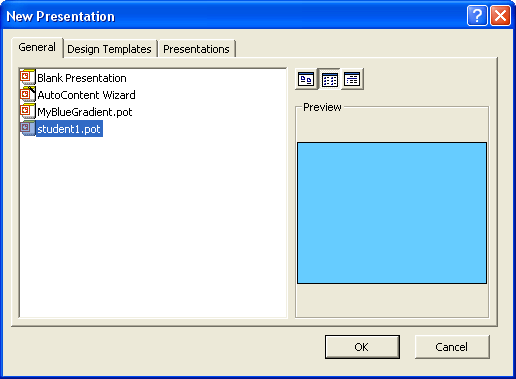 New Presentation
General Design Templates Presentations
Blank Presentation
AutoContent Wizard
MyBlueGradient.pot
student1.pot
Preview
OK Cancel